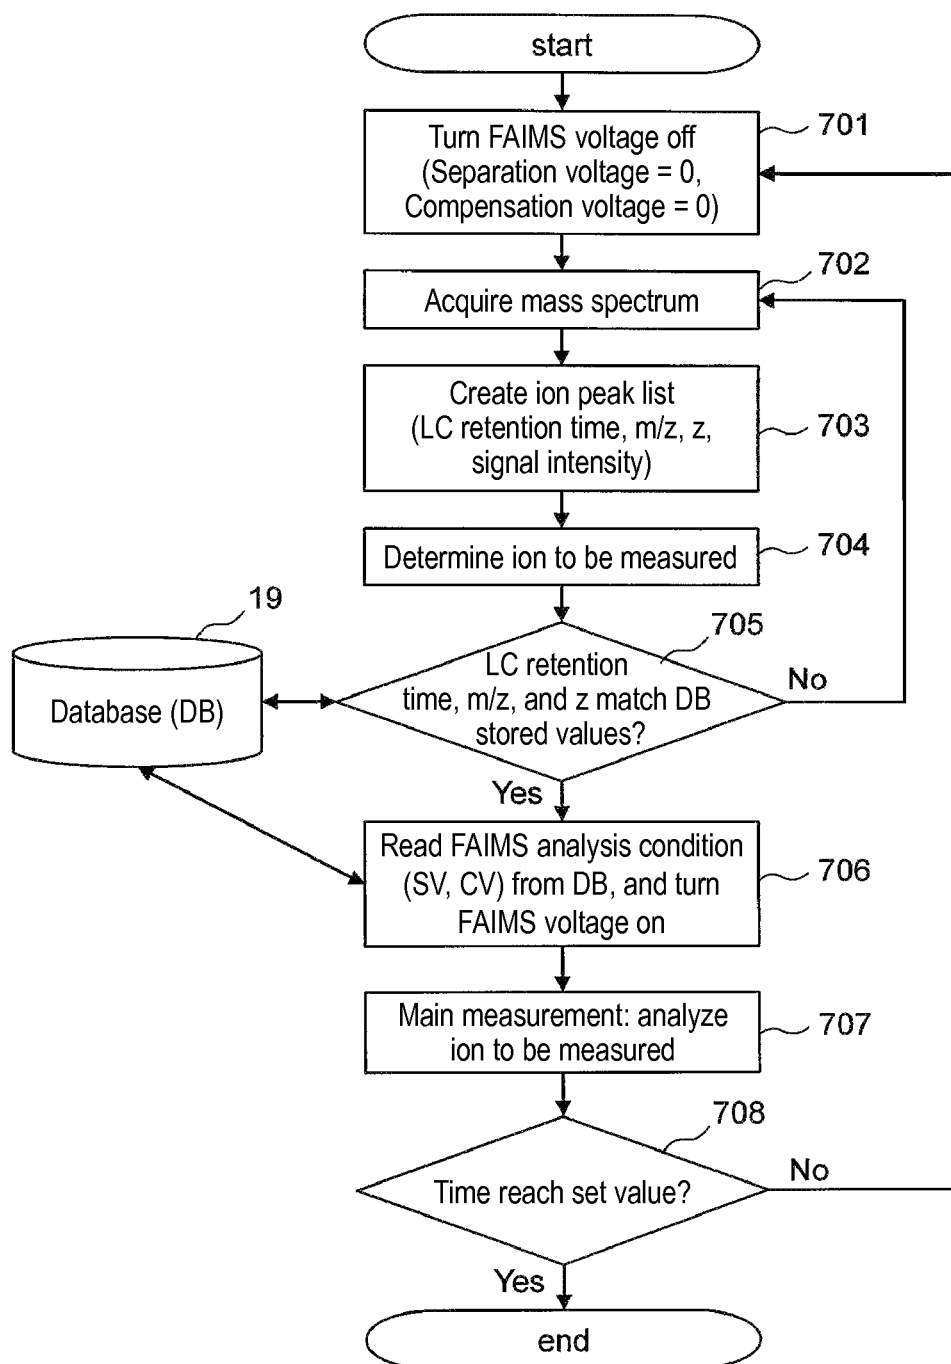 start
Turn FAIMS voltage off
(Separation voltage = 0,
Compensation voltage = 0)
701
Acquire mass spectrum
702
Create ion peak list
(LC retention time, m/z, z,
signal intensity)
703
Determine ion to be measured
704
19
Database (DB)
705
LC retention
time, m/z, and z match DB
stored values?
No
Yes
Read FAIMS analysis condition
(SV, CV) from DB, and turn
FAIMS voltage on
706
Main measurement: analyze
ion to be measured
707
708
Time reach set value?
No
Yes
end